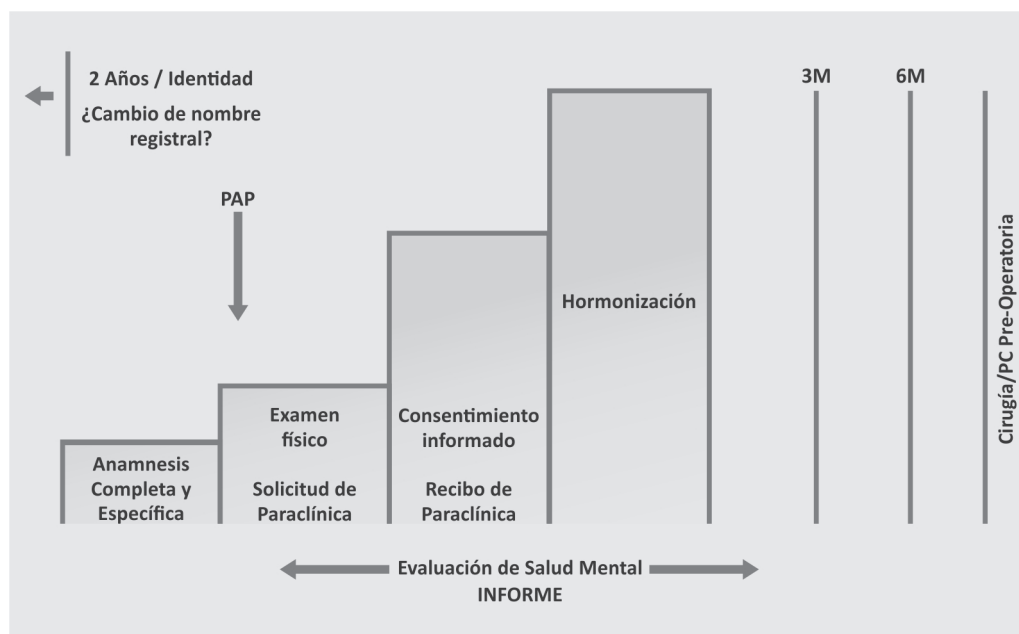 2 Años / Identidad
¿Cambio de nombre
registral?
PAP
3M
6M
Cirugía/PC Pre-Operatoria
Hormonización
Examen
físico
Solicitud de
Paraclínica
Consentimiento
informado
Recibo de
Paraclínica
Anamnesis
Completa y
Específica
Evaluación de Salud Mental
INFORME